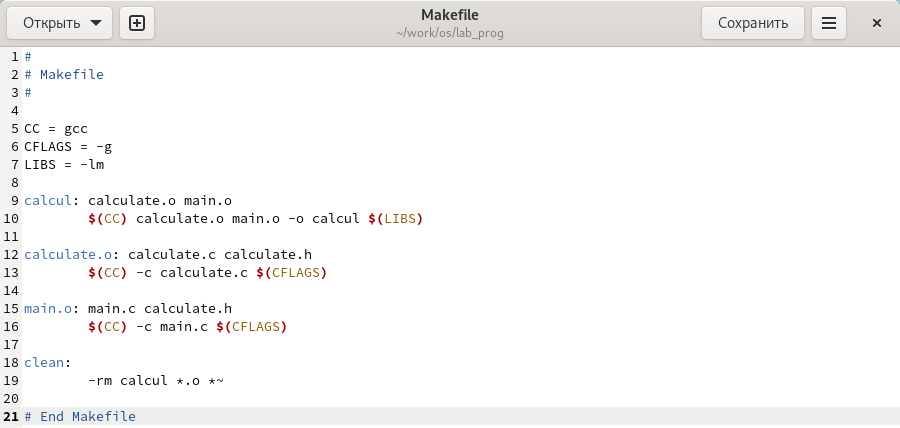 Открыть
Makefile
~/work/os/lab_prog
Сохранить
1 #
2 # Makefile
3 #
4
5 CC = gcc
6 CFLAGS = -g
7 LIBS = -lm
8
9 calcul: calculate.o main.o
10 $(CC) calculate.o main.o -o calcul $(LIBS)
11
12 calculate.o: calculate.c calculate.h
13 $(CC) -c calculate.c $(CFLAGS)
14
15 main.o: main.c calculate.h
16 $(CC) -c main.c $(CFLAGS)
17
18 clean:
19 -rm calcul *.o *~
20
21 # End Makefile